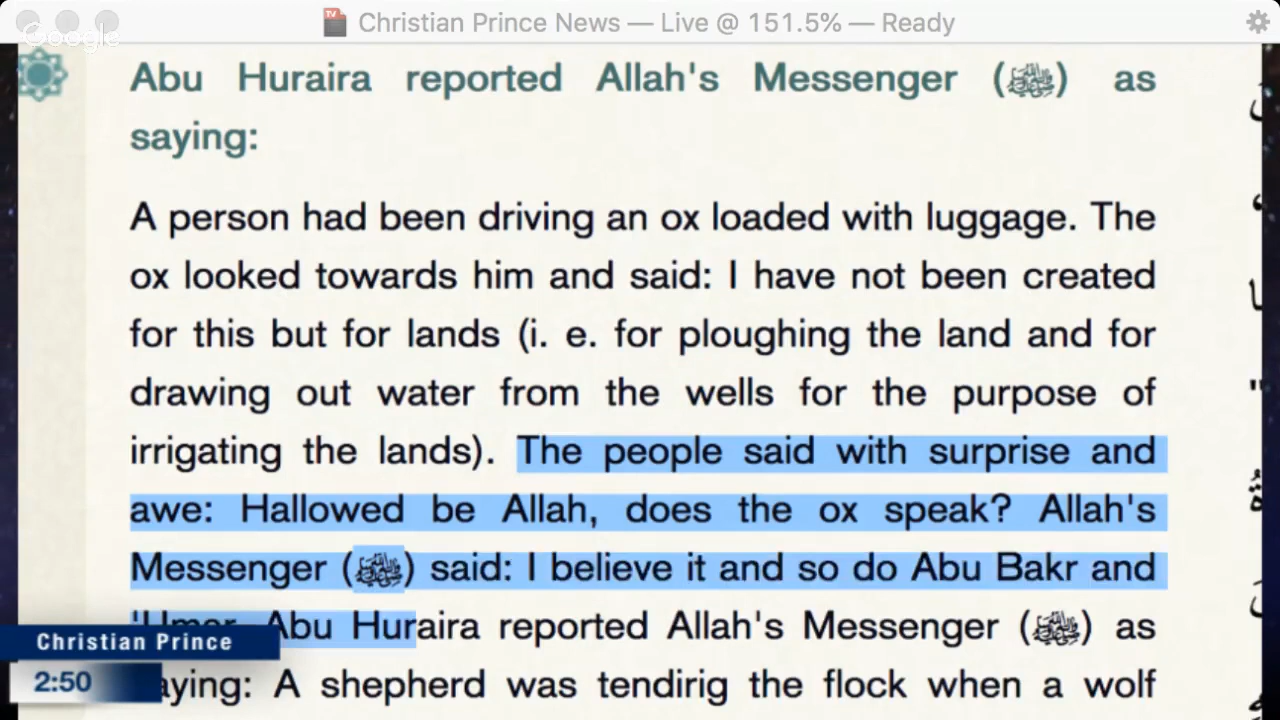 Christian Prince News — Live @ 151.5% — Ready
Google
Abu Huraira reported Allah's Messenger (ﷺ) as
saying:
A person had been driving an ox loaded with luggage. The
ox looked towards him and said: I have not been created
for this but for lands (i. e. for ploughing the land and for
drawing out water from the wells for the purpose of
irrigating the lands). The people said with surprise and
awe: Hallowed be Allah, does the ox speak? Allah's
Messenger (ﷺ) said: I believe it and so do Abu Bakr and
'Umar. Abu Huraira reported Allah's Messenger (ﷺ) as
saying: A shepherd was tendirig the flock when a wolf
Christian Prince
2:50